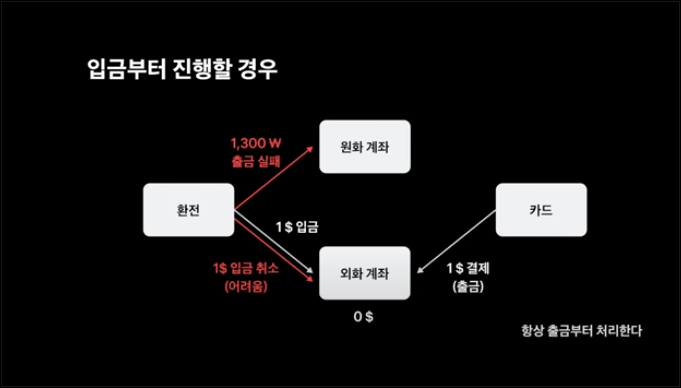 입금부터 진행할 경우
1,300 ₩
출금 실패
원화 계좌
환전
카드
1 $ 입금
1$ 입금 취소
(어려움)
외화 계좌
1 $ 결제
(출금)
0 $
항상 출금부터 처리한다